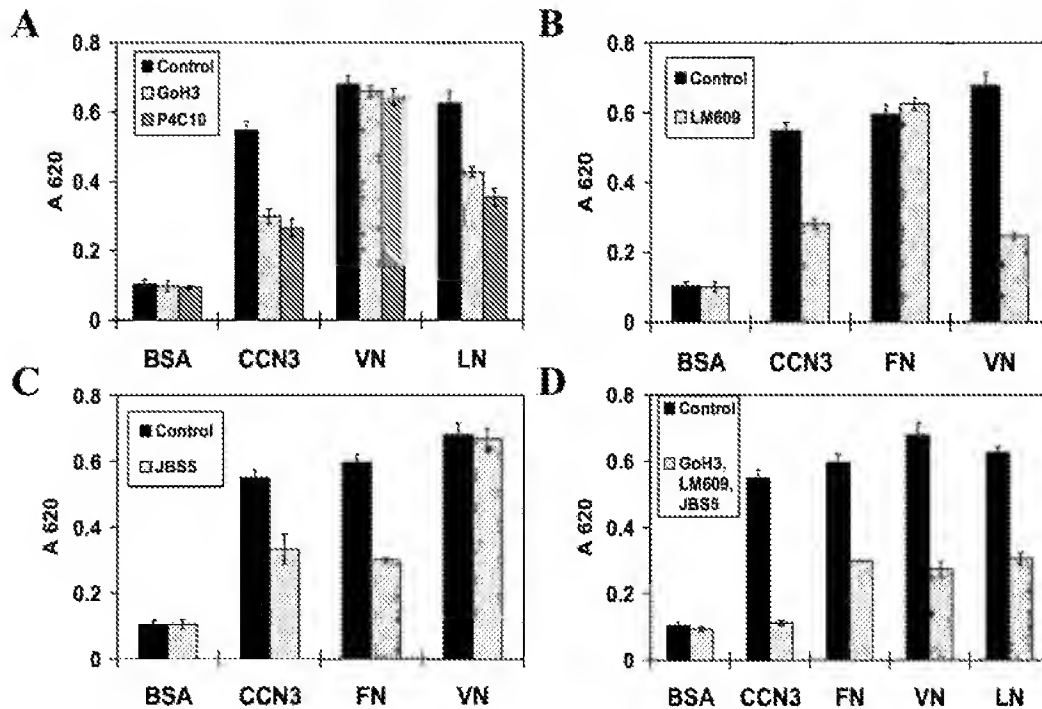 A
0.8
0.6
0.4
0.2
0
A 620
Control
GoH3
P4C10
BSA CCN3 VN LN
B
0.8
0.6
0.4
0.2
0
A 620
Control
LM609
BSA CCN3 FN VN
C
0.8
0.6
0.4
0.2
0
A 620
Control
JBS5
BSA CCN3 FN VN
D
0.8
0.6
0.4
0.2
0
A 620
Control
GoH3,
LM609,
JBS5
BSA CCN3 FN VN LN